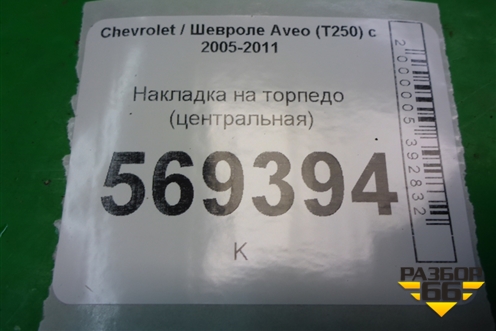 Chevrolet / Шевроле Aveo (T250) с
2005-2011
Накладка на торпедо
(центральная)
569394
К
2000005392832
РАЗБОР
66